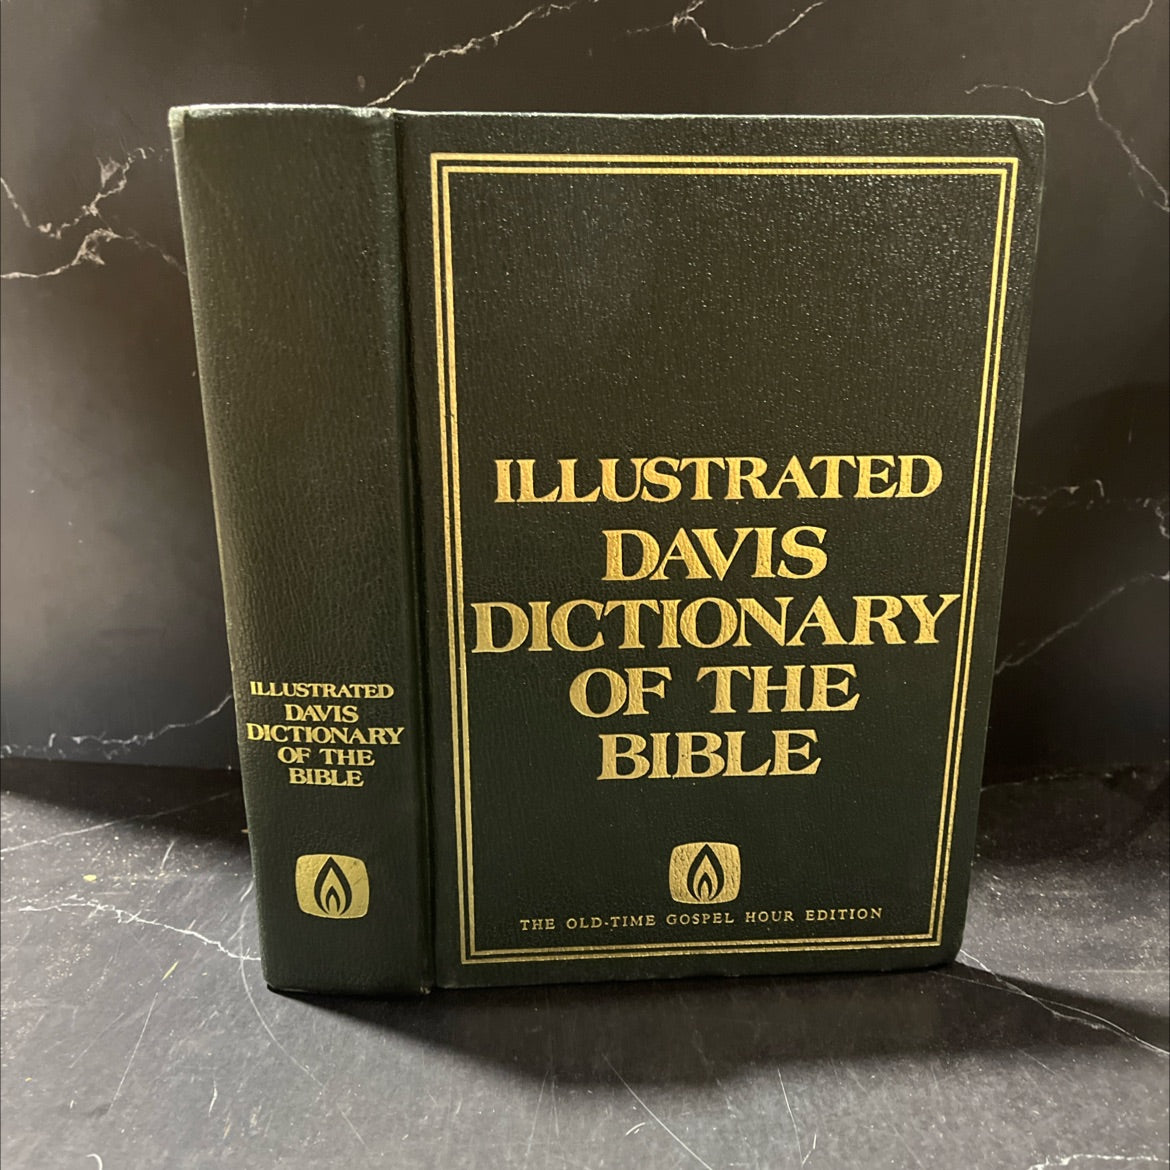 ILLUSTRATED
DAVIS
DICTIONARY
OF THE
BIBLE
ILLUSTRATED
DAVIS
DICTIONARY
OF THE
BIBLE
THE OLD-TIME GOSPEL HOUR EDITION